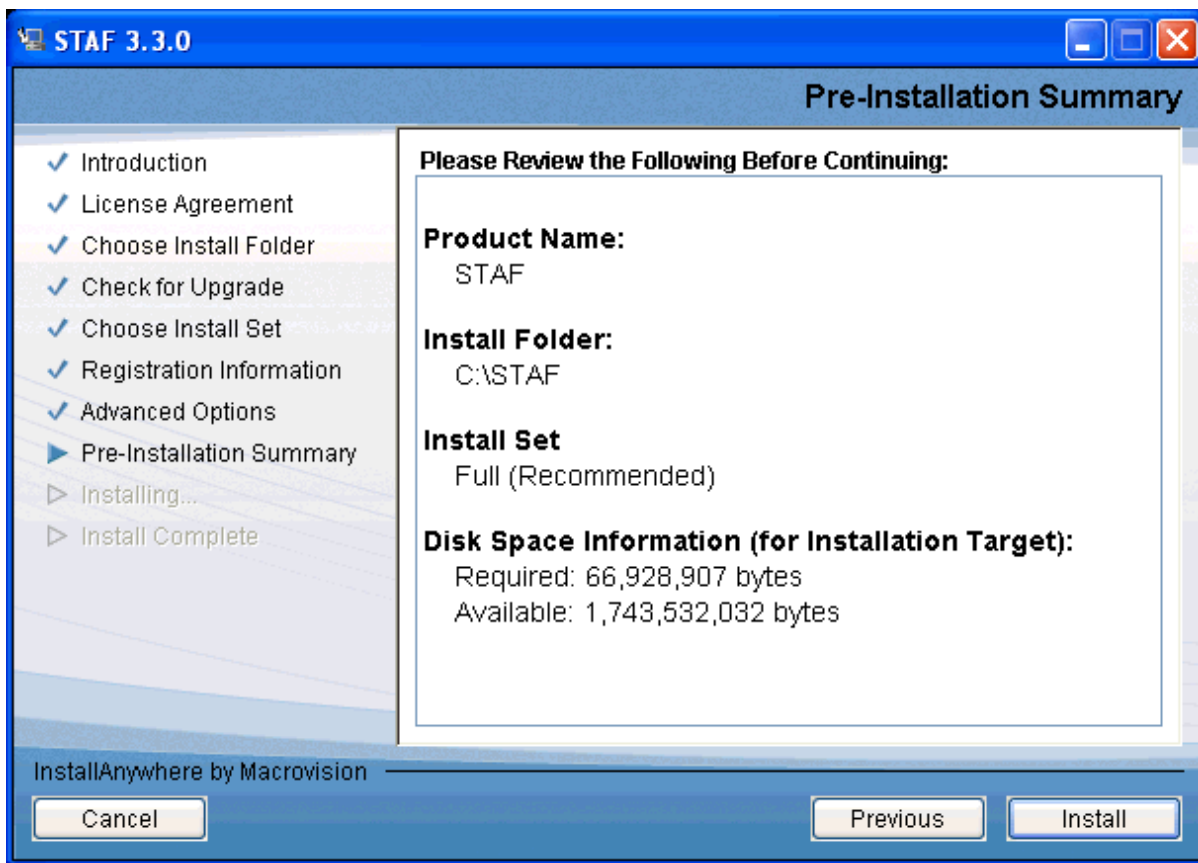 STAF 3.3.0
Pre-Installation Summary
Introduction
License Agreement
Choose Install Folder
Check for Upgrade
Choose Install Set
Registration Information
Advanced Options
Pre-Installation Summary
Installing...
Install Complete
Please Review the Following Before Continuing:
Product Name:
STAF
Install Folder:
C:\STAF
Install Set
Full (Recommended)
Disk Space Information (for Installation Target):
Required: 66,928,907 bytes
Available: 1,743,532,032 bytes
InstallAnywhere by Macrovision
Cancel
Previous
Install